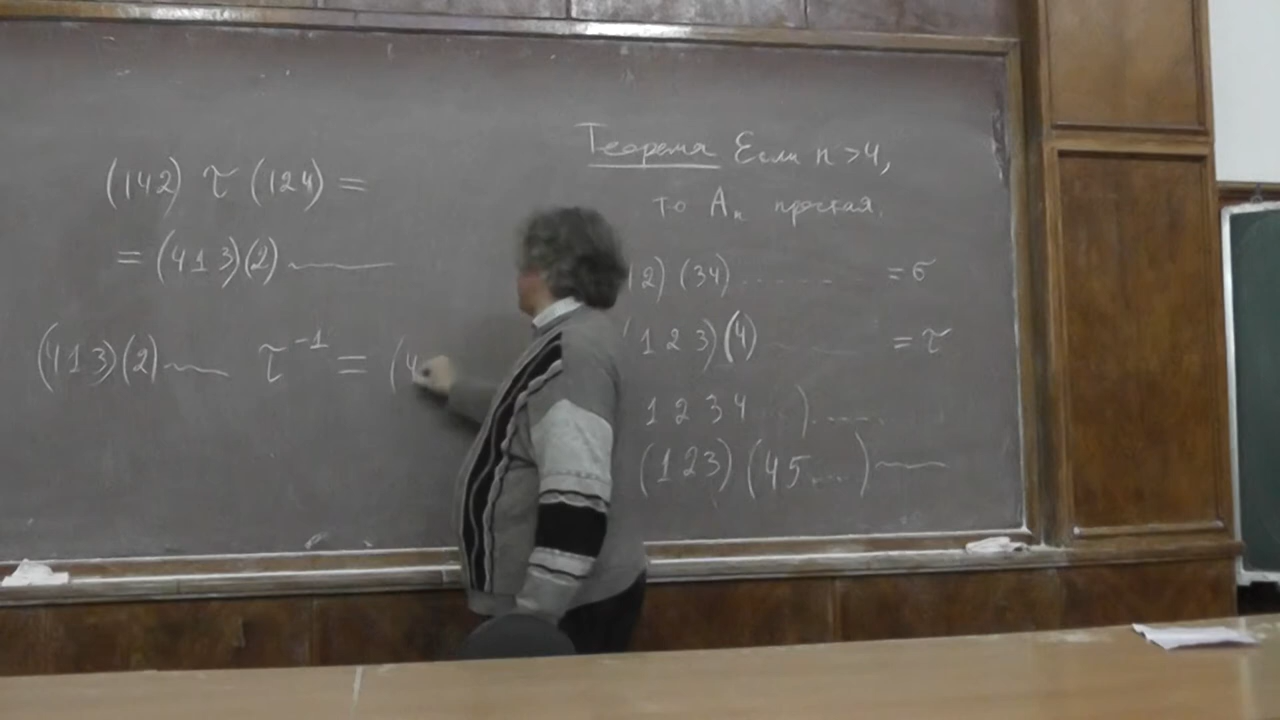 (142) τ (124) =
= (413)(2)
(413)(2) τ⁻¹ = (4
Теорема Если n > 4,
то Aₙ простая.
12) (34) ....... = σ
123)(4) = τ
1234 ) .....
(123)(45.....)